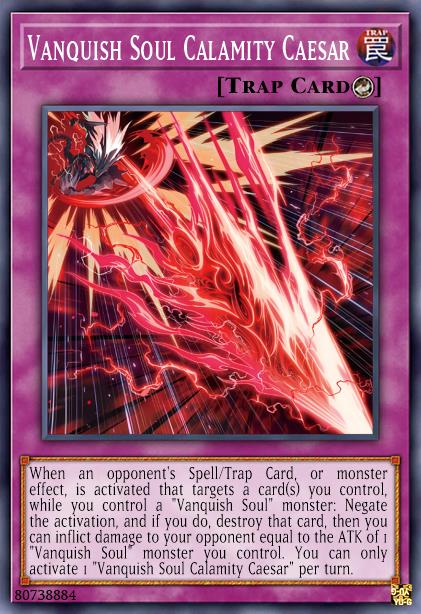 Vanquish Soul Calamity Caesar
TRAP
罠
[Trap Card]
When an opponent's Spell/Trap Card, or monster
effect, is activated that targets a card(s) you control,
while you control a "Vanquish Soul" monster: Negate
the activation, and if you do, destroy that card, then you
can inflict damage to your opponent equal to the ATK of 1
"Vanquish Soul" monster you control. You can only
activate 1 "Vanquish Soul Calamity Caesar" per turn.
80738884